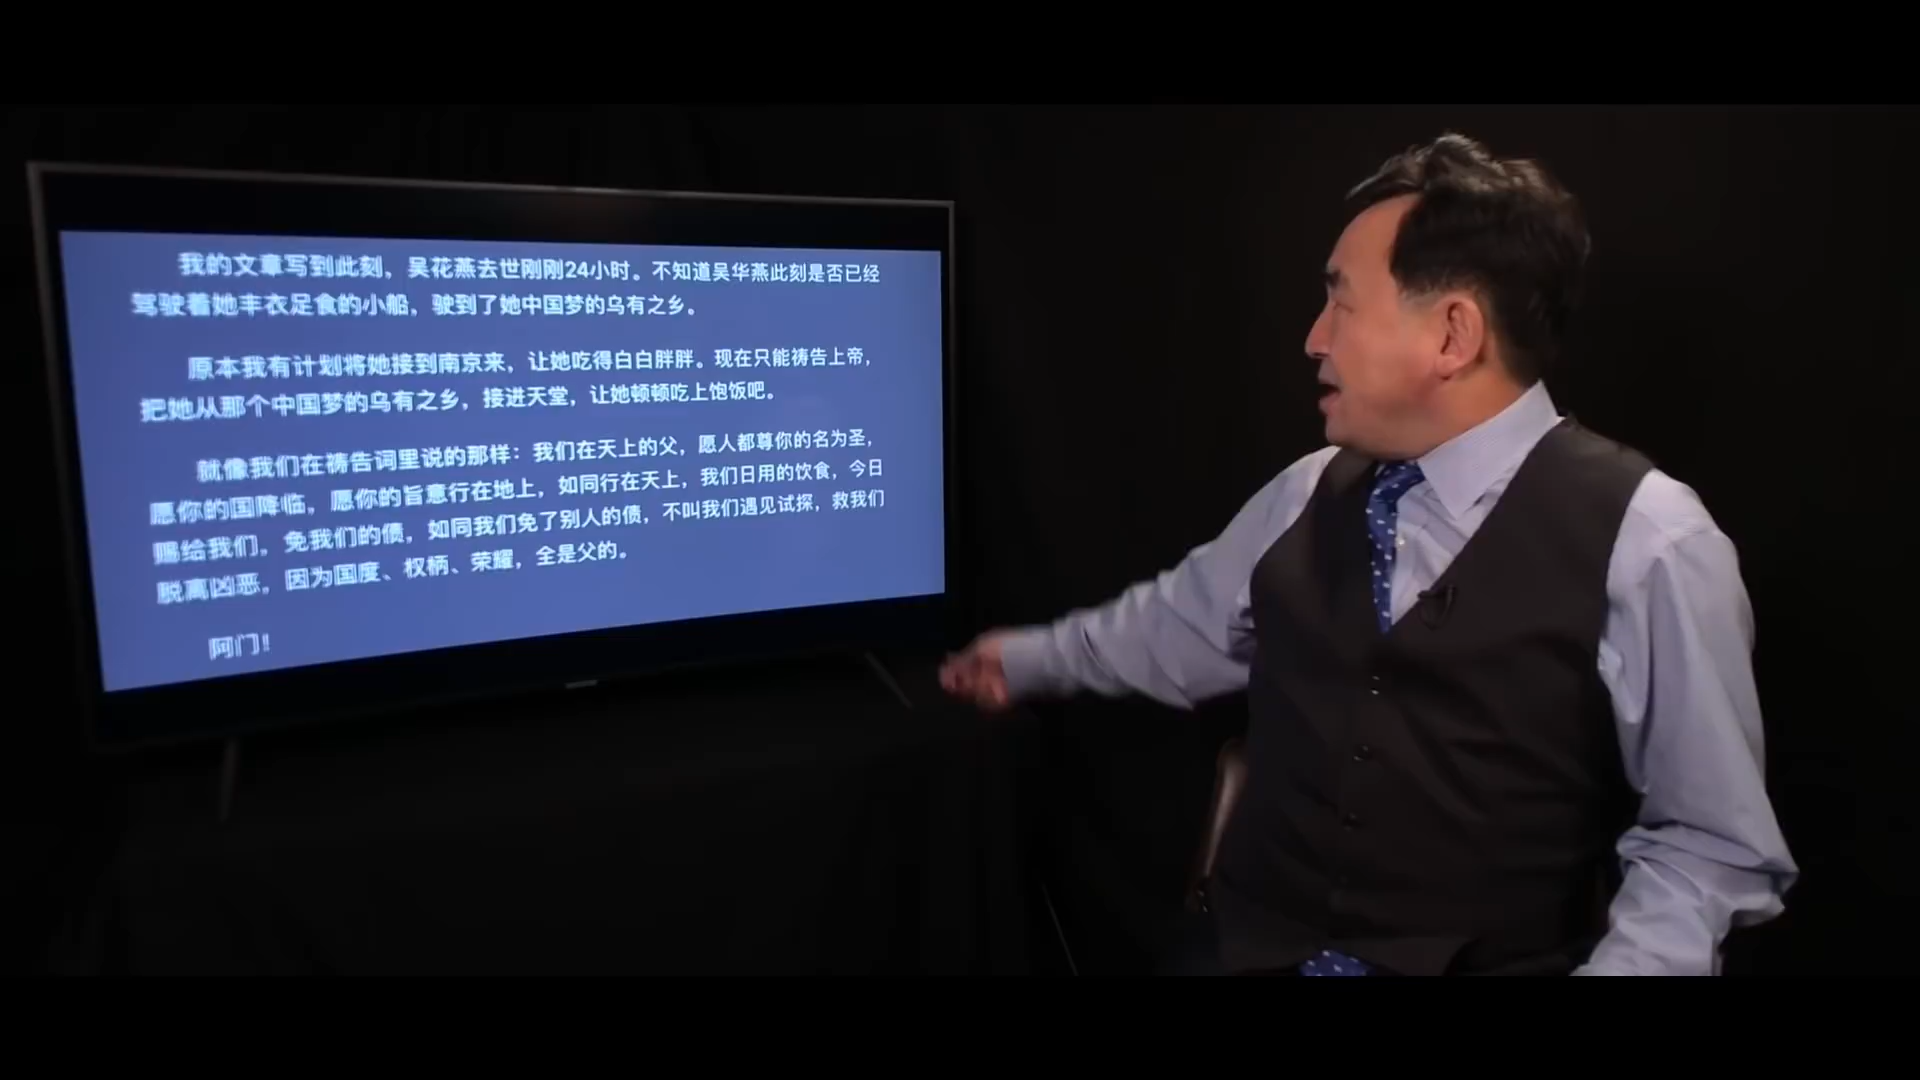 我的文章写到此刻，吴花燕去世刚刚24小时。不知道吴华燕此刻是否已经
驾驶着她丰衣足食的小船，驶到了她中国梦的乌有之乡。
原本我有计划将她接到南京来，让她吃得白白胖胖。现在只能祷告上帝，
把她从那个中国梦的乌有之乡，接进天堂，让她顿顿吃上饱饭吧。
就像我们在祷告词里说的那样：我们在天上的父，愿人都尊你的名为圣，
愿你的国降临，愿你的旨意行在地上，如同行在天上，我们日用的饮食，今日
赐给我们，免我们的债，如同我们免了别人的债，不叫我们遇见试探，救我们
脱离凶恶，因为国度、权柄、荣耀，全是父的。
阿门！